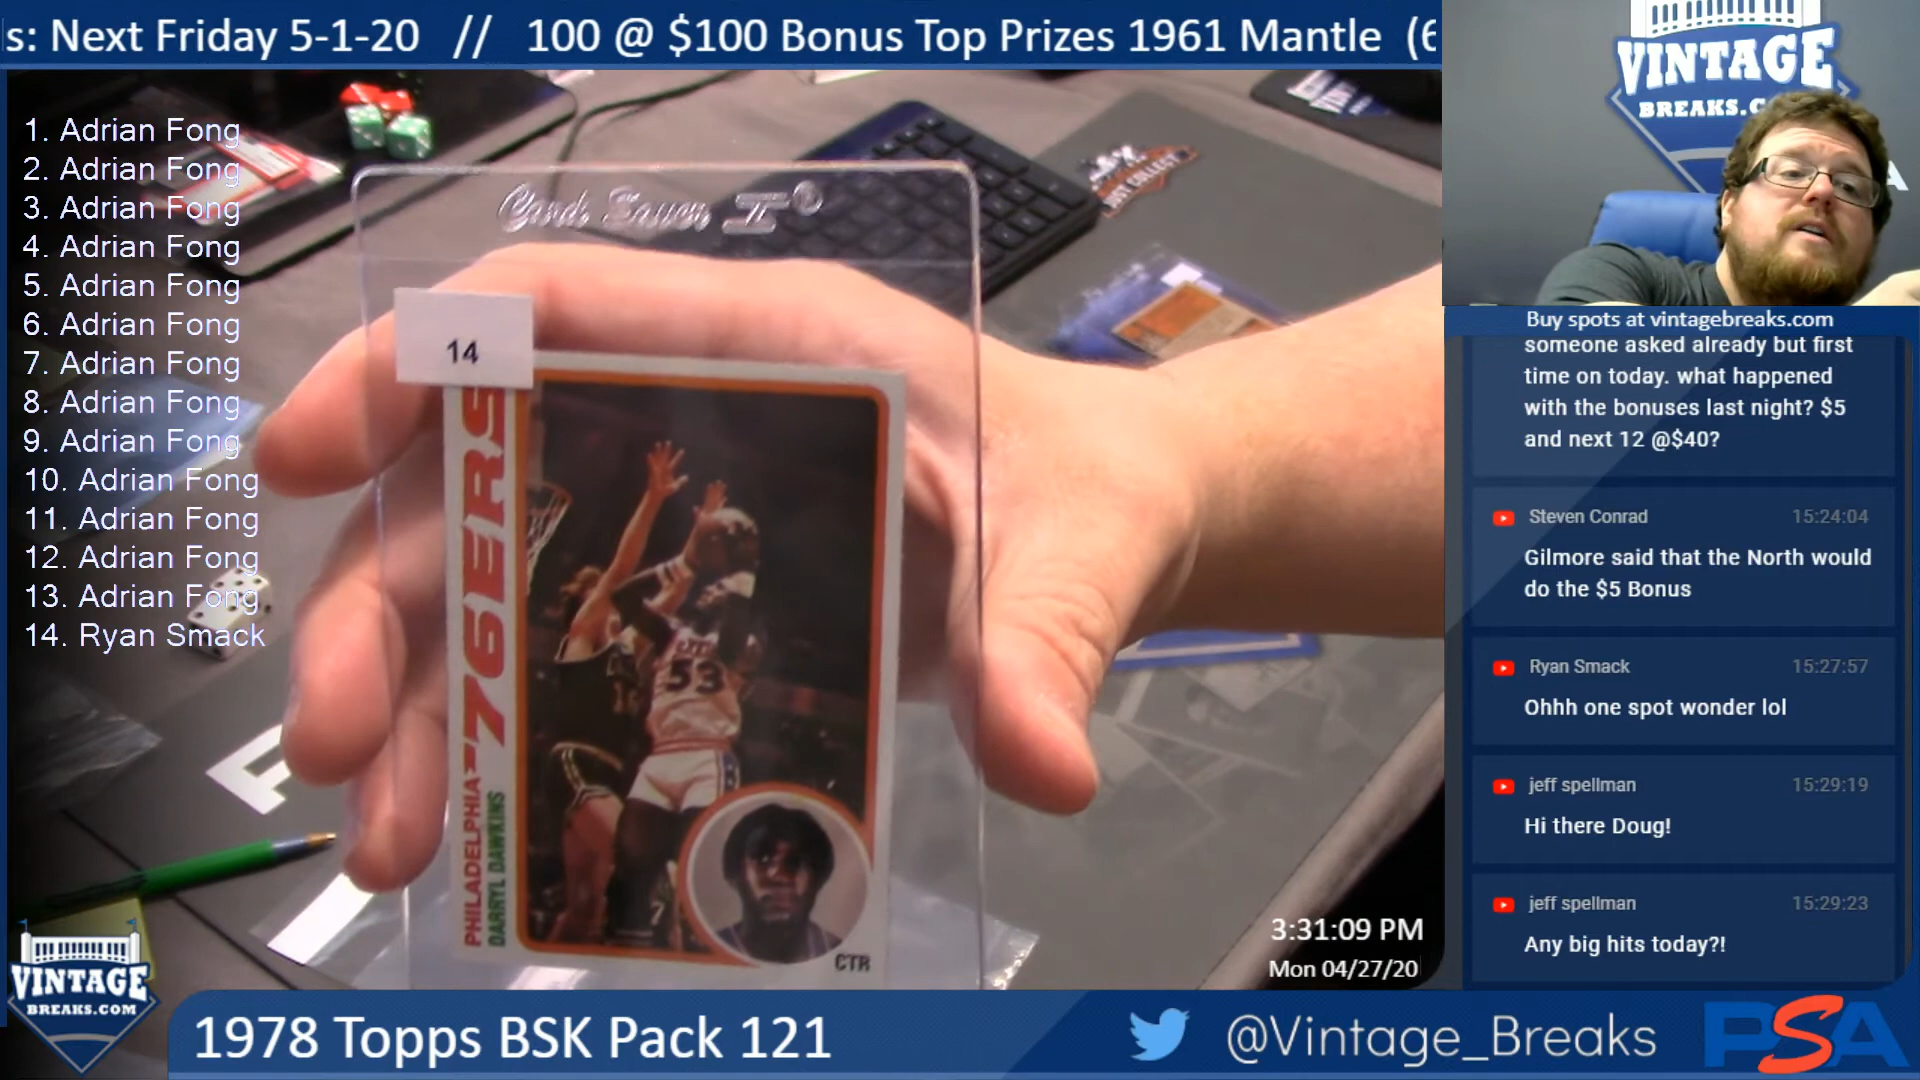 s: Next Friday 5-1-20 // 100 @ $100 Bonus Top Prizes 1961 Mantle (6
VINTAGE
BREAKS.C
1. Adrian Fong
2. Adrian Fong
3. Adrian Fong
4. Adrian Fong
5. Adrian Fong
6. Adrian Fong
7. Adrian Fong
8. Adrian Fong
9. Adrian Fong
10. Adrian Fong
11. Adrian Fong
12. Adrian Fong
13. Adrian Fong
14. Ryan Smack
Card Saver II®
JUST COLLECT
14
PHILADELPHIA '76ERS
DARRYL DAWKINS
53
7
CTR
Buy spots at vintagebreaks.com
someone asked already but first
time on today. what happened
with the bonuses last night? $5
and next 12 @$40?
Steven Conrad 15:24:04
Gilmore said that the North would
do the $5 Bonus
Ryan Smack 15:27:57
Ohhh one spot wonder lol
jeff spellman 15:29:19
Hi there Doug!
jeff spellman 15:29:23
Any big hits today?!
3:31:09 PM
Mon 04/27/20
VINTAGE
BREAKS.COM
1978 Topps BSK Pack 121
@Vintage_Breaks
PSA